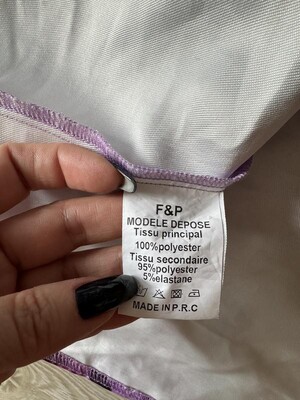 F&P
MODELE DEPOSE
Tissu principal
100%polyester
Tissu secondaire
95%polyester
5%elastane
MADE IN P.R.C